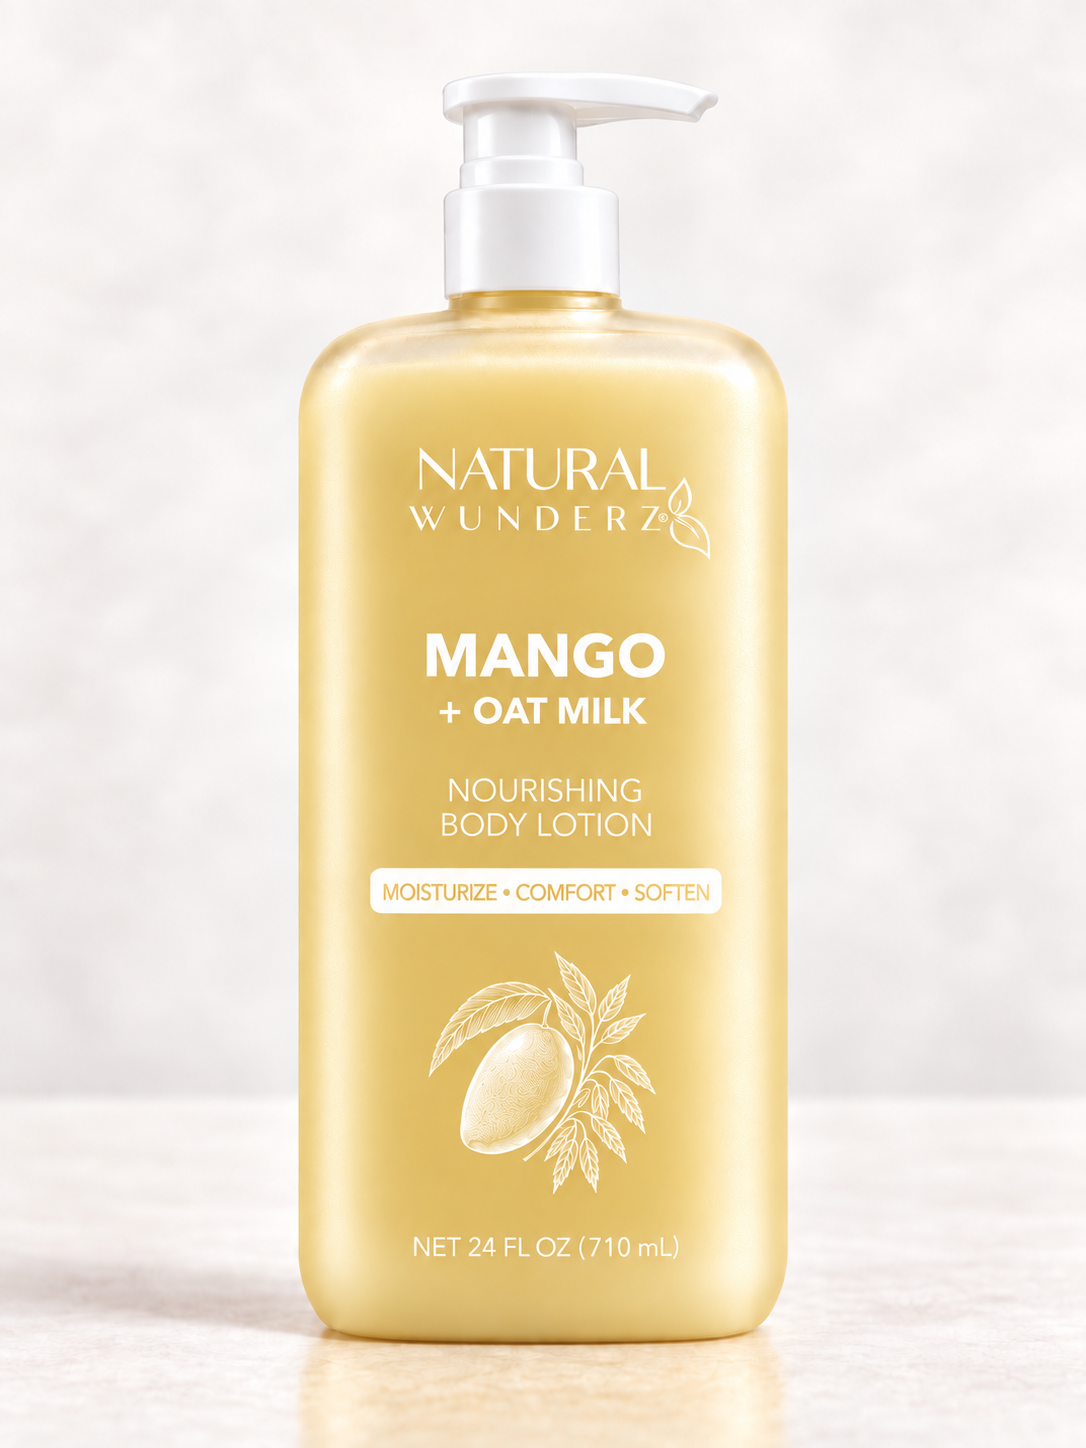 NATURAL
WUNDERZ®
MANGO
+ OAT MILK
NOURISHING
BODY LOTION
MOISTURIZE • COMFORT • SOFTEN
NET 24 FL OZ (710 mL)